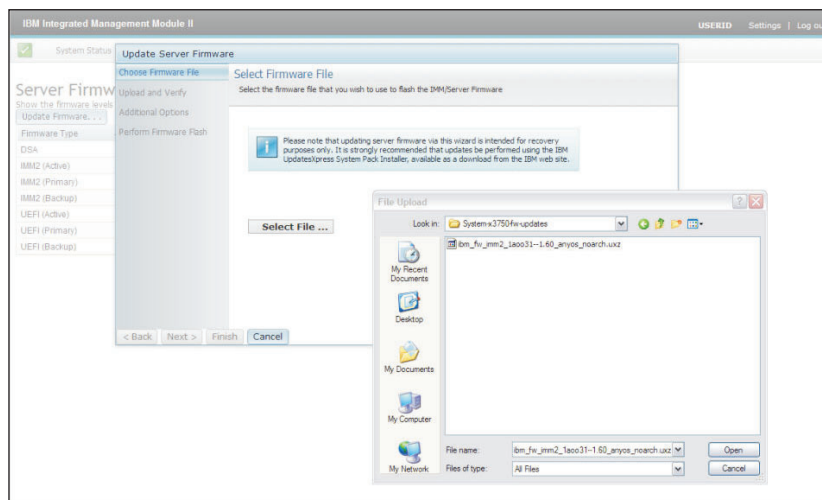 IBM Integrated Management Module II
USERID Settings | Log ou
System Status
Update Server Firmware
Choose Firmware File
Upload and Verify
Additional Options
Perform Firmware Flash
Select Firmware File
Select the firmware file that you wish to use to flash the IMM/Server Firmware
Server Firmw
Show the firmware levels
Update Firmware. . .
Firmware Type
DSA
IMM2 (Active)
IMM2 (Primary)
IMM2 (Backup)
UEFI (Active)
UEFI (Primary)
UEFI (Backup)
Please note that updating server firmware via this wizard is intended for recovery
purposes only. It is strongly recommended that updates be performed using the IBM
UpdatesXpress System Pack Installer, available as a download from the IBM web site.
Select File ...
< Back Next > Finish Cancel
File Upload
Look in: System-x3750-fw-updates
ibm_fw_imm2_1aoo31--1.60_anyos_noarch.uxz
My Recent
Documents
Desktop
My Documents
My Computer
My Network
File name: ibm_fw_imm2_1aoo31--1.60_anyos_noarch.uxz Open
Files of type: All Files Cancel